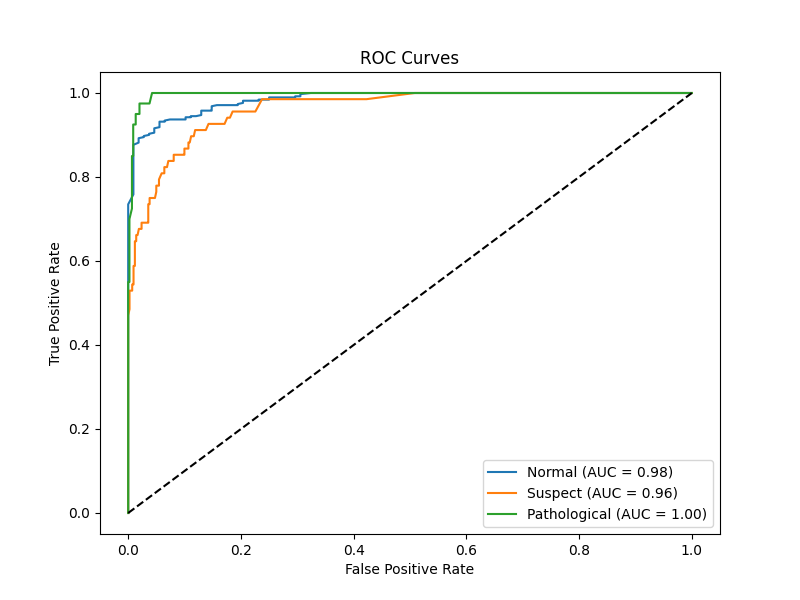 ROC Curves
True Positive Rate
1.0
0.8
0.6
0.4
0.2
0.0
0.0 0.2 0.4 0.6 0.8 1.0
False Positive Rate
Normal (AUC = 0.98)
Suspect (AUC = 0.96)
Pathological (AUC = 1.00)